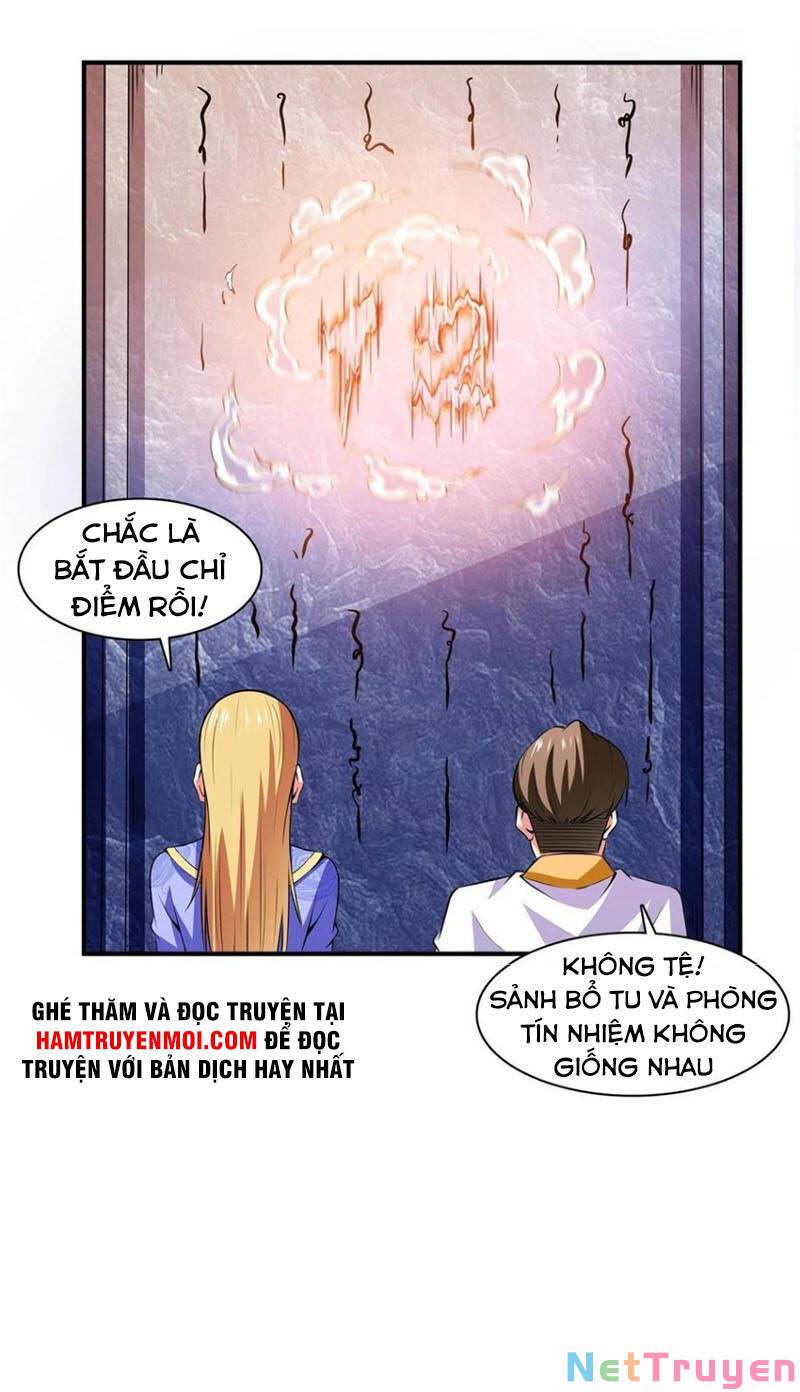 12
CHẮC LÀ
BẮT ĐẦU CHỈ
ĐIỂM RỒI!
KHÔNG TỆ!
SẢNH BỔ TU VÀ PHÒNG
TÍN NHIỆM KHÔNG
GIỐNG NHAU
GHÉ THĂM VÀ ĐỌC TRUYỆN TẠI
HAMTRUYENMOI.COM ĐỂ ĐỌC
TRUYỆN VỚI BẢN DỊCH HAY NHẤT
NETTRUYEN